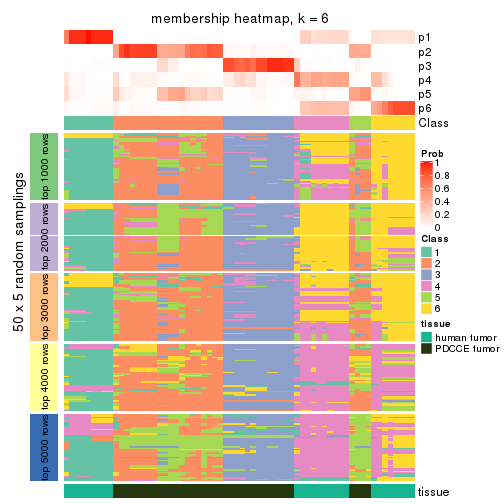 membership heatmap, k = 6
p1
p2
p3
p4
p5
p6
Class
50 x 5 random samplings
top 1000 rows
top 2000 rows
top 3000 rows
top 4000 rows
top 5000 rows
Prob
1
0.8
0.6
0.4
0.2
0
Class
1
2
3
4
5
6
tissue
human tumor
PDCCE tumor
tissue